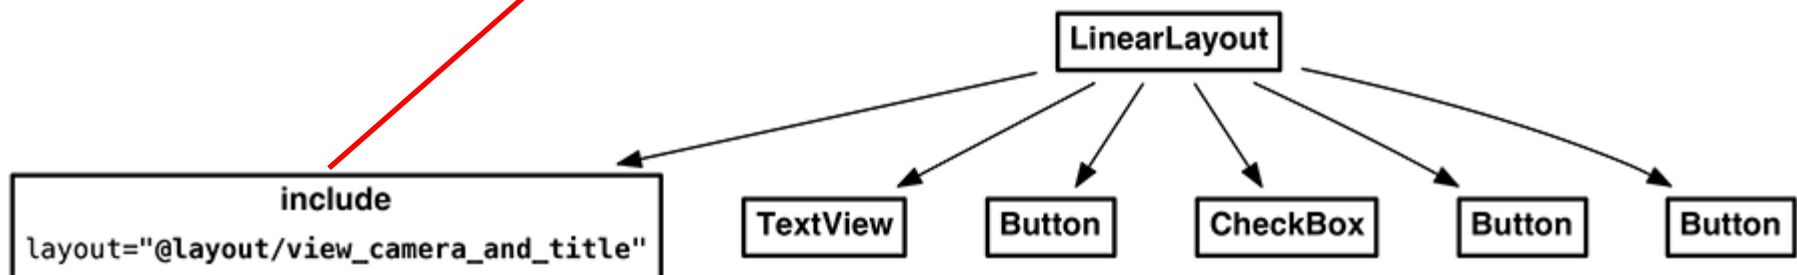 LinearLayout
include
layout="@layout/view_camera_and_title"
TextView
Button
CheckBox
Button
Button